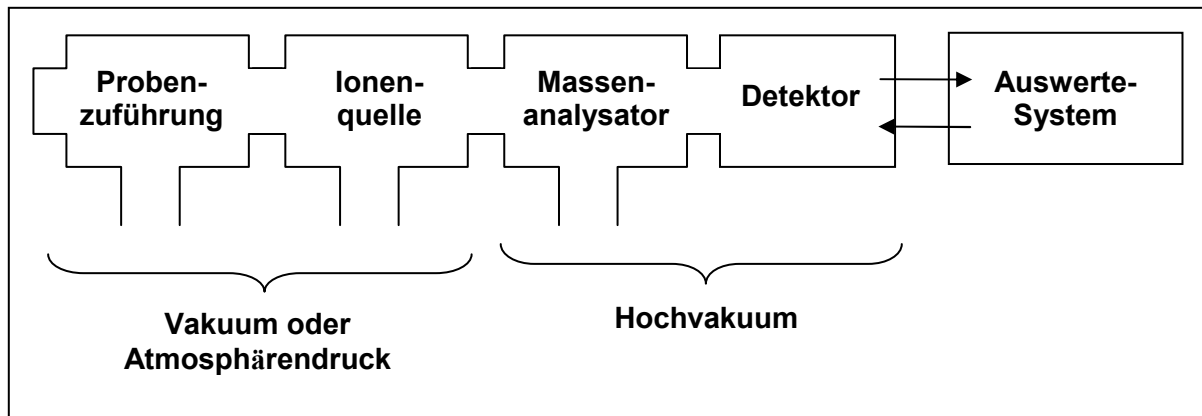 Proben-
zuführung
Ionen-
quelle
Massen-
analysator
Detektor
Auswerte-
System
Vakuum oder
Atmosphärendruck
Hochvakuum